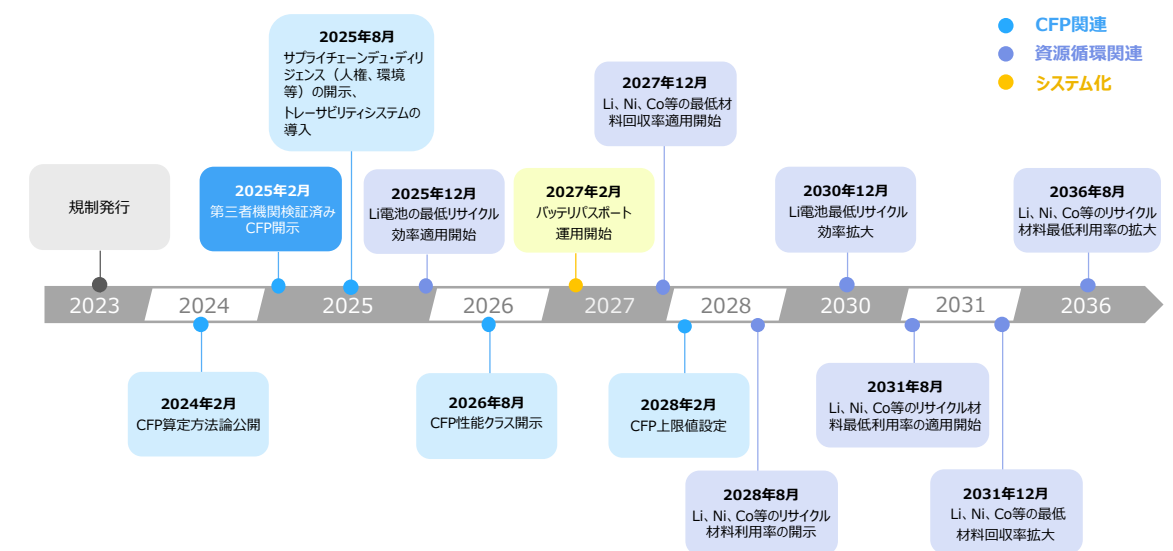 CFP関連
資源循環関連
システム化
2025年8月
サプライチェーンデュ・ディリ
ジェンス（人権、環境
等）の開示、
トレーサビリティシステムの
導入
2027年12月
Li、Ni、Co等の最低材
料回収率適用開始
規制発行
2025年2月
第三者機関検証済み
CFP開示
2025年12月
Li電池の最低リサイクル
効率適用開始
2027年2月
バッテリパスポート
運用開始
2030年12月
Li電池最低リサイクル
効率拡大
2036年8月
Li、Ni、Co等のリサイクル
材料最低利用率の拡大
2023
2024
2025
2026
2027
2028
2030
2031
2036
2024年2月
CFP算定方法論公開
2026年8月
CFP性能クラス開示
2028年2月
CFP上限値設定
2031年8月
Li、Ni、Co等のリサイクル材
料最低利用率の適用開始
2028年8月
Li、Ni、Co等のリサイクル
材料利用率の開示
2031年12月
Li、Ni、Co等の最低
材料回収率拡大